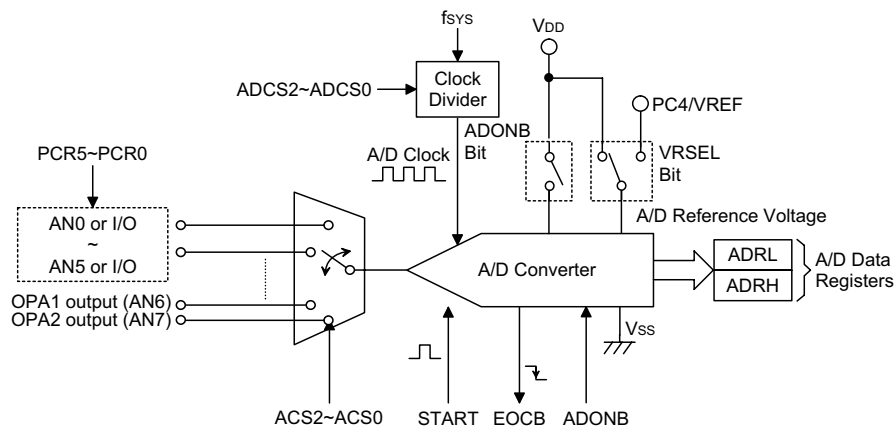 fSYS
VDD
Clock
Divider
ADCS2~ADCS0
PC4/VREF
ADONB
Bit
VRSEL
Bit
PCR5~PCR0
A/D Clock
A/D Reference Voltage
AN0 or I/O
~
AN5 or I/O
A/D Converter
ADRL
ADRH
A/D Data
Registers
OPA1 output (AN6)
OPA2 output (AN7)
VSS
ACS2~ACS0
START
EOCB
ADONB